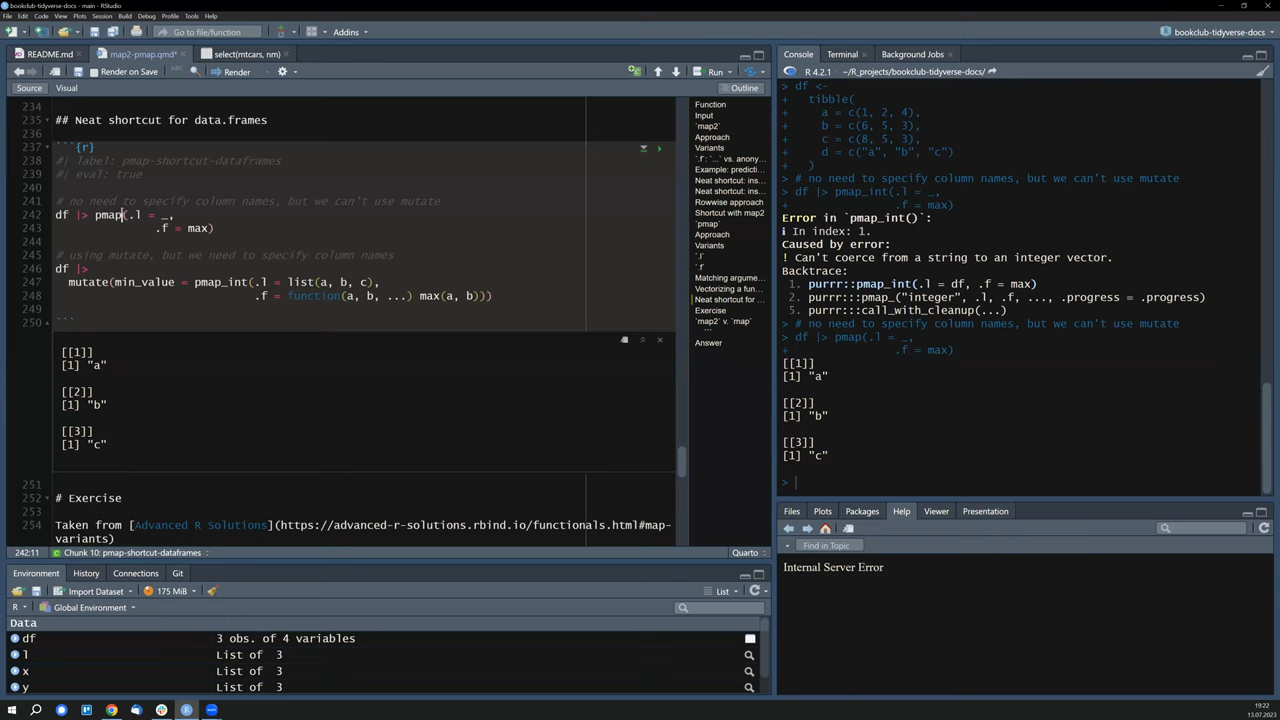 bookclub-tidyverse-docs - main - RStudio
File Edit Code View Plots Session Build Debug Profile Tools Help
Go to file/function
Addins
bookclub-tidyverse-docs
README.md
map2-pmap.qmd*
select(mtcars, nm)
Render on Save
Render
Run
Source
Visual
Outline
234
235 ## Neat shortcut for data.frames
236
237 ```{r}
238 #| label: pmap-shortcut-dataframes
239 #| eval: true
240
241 # no need to specify column names, but we can't use mutate
242 df |> pmap(.l = _,
243 .f = max)
244
245 # using mutate, but we need to specify column names
246 df |>
247 mutate(min_value = pmap_int(.l = list(a, b, c),
248 .f = function(a, b, ...) max(a, b)))
249
250 ```
[[1]]
[1] "a"
[[2]]
[1] "b"
[[3]]
[1] "c"
251
252 # Exercise
253
254 Taken from [Advanced R Solutions](https://advanced-r-solutions.rbind.io/functionals.html#map-
variants)
242:11
Chunk 10: pmap-shortcut-dataframes
Quarto
Function
Input
`map2`
Approach
Variants
`.f`: `...` vs. anony...
Example: predicti...
Neat shortcut: ins...
Neat shortcut: ins...
Rowwise approach
Shortcut with map2
`pmap`
Approach
Variants
`.l`
`.f`
Matching argume...
Vectorizing a fun...
Neat shortcut for ...
Exercise
`map2` v. `map`
...
Answer
Environment
History
Connections
Git
Import Dataset
175 MiB
List
R
Global Environment
Data
df 3 obs. of 4 variables
l List of 3
x List of 3
y List of 3
Console
Terminal
Background Jobs
R 4.2.1 · ~/R_projects/bookclub-tidyverse-docs/
> df <-
+ tibble(
+ a = c(1, 2, 4),
+ b = c(6, 5, 3),
+ c = c(8, 5, 3),
+ d = c("a", "b", "c")
+ )
> # no need to specify column names, but we can't use mutate
> df |> pmap_int(.l = _,
+ .f = max)
Error in `pmap_int()`:
ℹ In index: 1.
Caused by error:
! Can't coerce from a string to an integer vector.
Backtrace:
1. purrr::pmap_int(.l = df, .f = max)
2. purrr:::pmap_("integer", .l, .f, ..., .progress = .progress)
5. purrr:::call_with_cleanup(...)
> # no need to specify column names, but we can't use mutate
> df |> pmap(.l = _,
+ .f = max)
[[1]]
[1] "a"
[[2]]
[1] "b"
[[3]]
[1] "c"
>
Files
Plots
Packages
Help
Viewer
Presentation
Find in Topic
Internal Server Error
19:22
13.07.2023